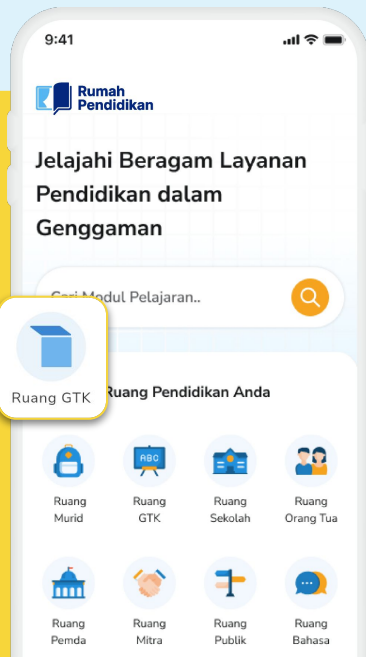 9:41
Rumah
Pendidikan
Jelajahi Beragam Layanan
Pendidikan dalam
Genggaman
Cari Modul Pelajaran..
Ruang GTK
Ruang Pendidikan Anda
ABC
Ruang
Murid
Ruang
GTK
Ruang
Sekolah
Ruang
Orang Tua
Ruang
Pemda
Ruang
Mitra
Ruang
Publik
Ruang
Bahasa